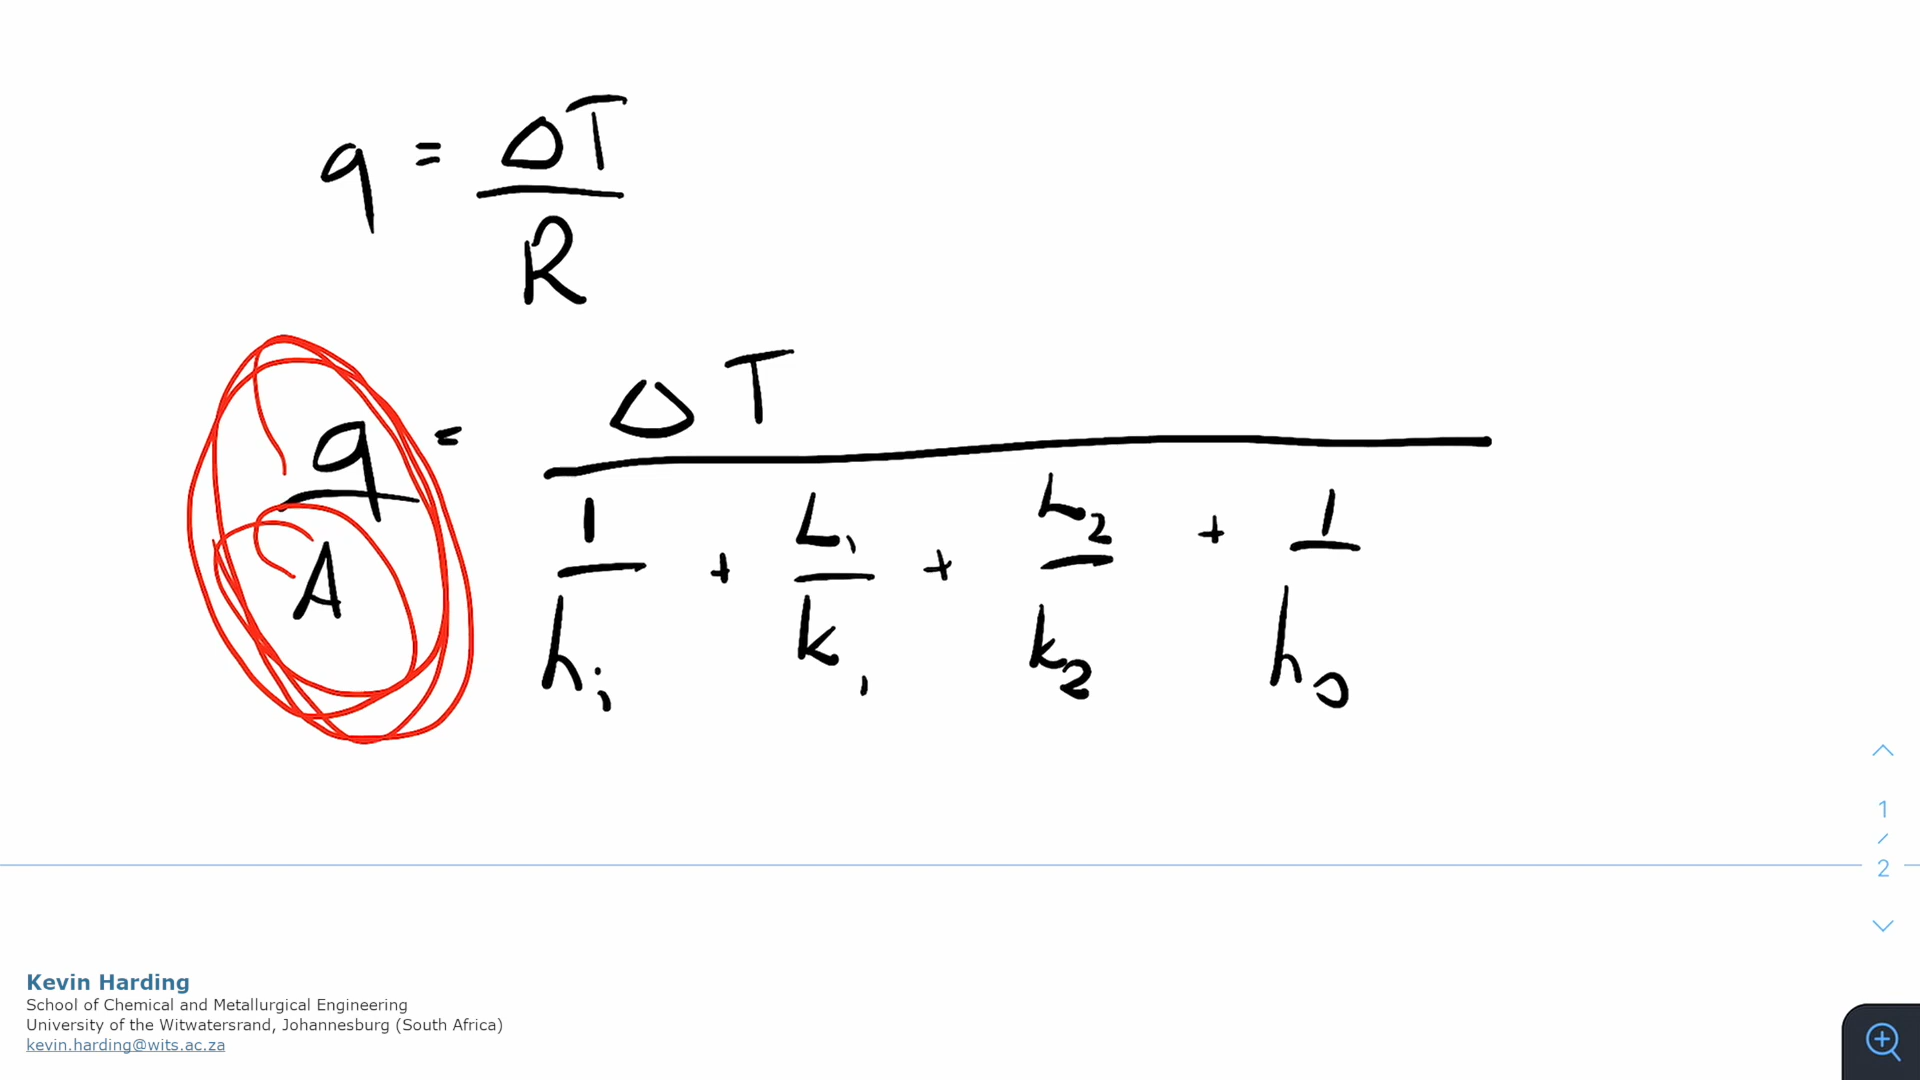 q = ΔT
R
q = ΔT
A
1 + L1 + L2 + 1
hi k1 k2 ho
1
/
2
Kevin Harding
School of Chemical and Metallurgical Engineering
University of the Witwatersrand, Johannesburg (South Africa)
kevin.harding@wits.ac.za